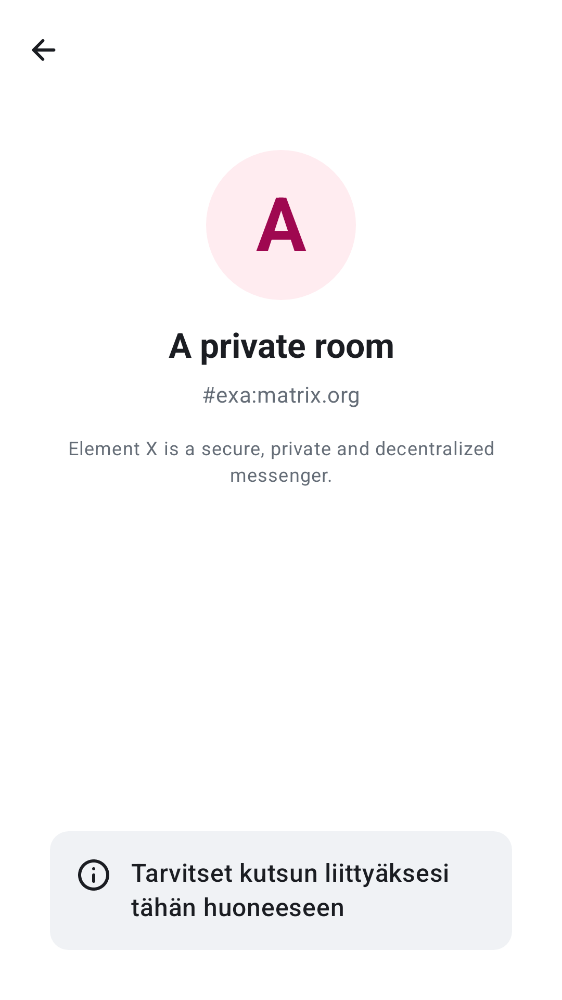 A
A private room
#exa:matrix.org
Element X is a secure, private and decentralized
messenger.
Tarvitset kutsun liittyäksesi
tähän huoneeseen